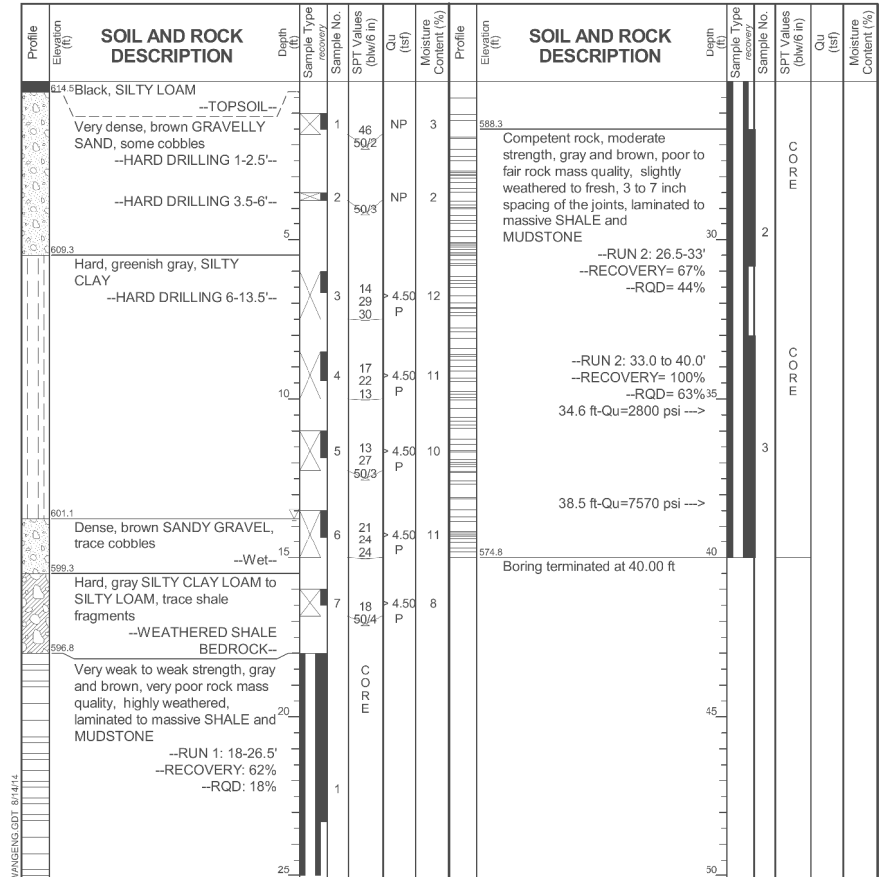 Profile
Elevation
(ft)
SOIL AND ROCK
DESCRIPTION
Depth
(ft)
Sample Type
recovery
Sample No.
SPT Values
(blw/6 in)
Qu
(tsf)
Moisture
Content (%)
614.5 Black, SILTY LOAM
--TOPSOIL--
Very dense, brown GRAVELLY
SAND, some cobbles
--HARD DRILLING 1-2.5'--
1
46
50/2
NP
3
--HARD DRILLING 3.5-6'--
2
50/3
NP
2
5
609.3
Hard, greenish gray, SILTY
CLAY
--HARD DRILLING 6-13.5'--
3
14
29
30
> 4.50
P
12
4
17
22
13
> 4.50
P
11
10
5
13
27
50/3
> 4.50
P
10
601.1
Dense, brown SANDY GRAVEL,
trace cobbles
--Wet--
6
21
24
24
> 4.50
P
11
15
599.3
Hard, gray SILTY CLAY LOAM to
SILTY LOAM, trace shale
fragments
--WEATHERED SHALE
BEDROCK--
7
18
50/4
> 4.50
P
8
596.8
Very weak to weak strength, gray
and brown, very poor rock mass
quality, highly weathered,
laminated to massive SHALE and
MUDSTONE
--RUN 1: 18-26.5'
--RECOVERY: 62%
--RQD: 18%
20
1
C
O
R
E
25
WANGENG.GDT 8/14/14
Profile
Elevation
(ft)
SOIL AND ROCK
DESCRIPTION
Depth
(ft)
Sample Type
recovery
Sample No.
SPT Values
(blw/6 in)
Qu
(tsf)
Moisture
Content (%)
588.3
Competent rock, moderate
strength, gray and brown, poor to
fair rock mass quality, slightly
weathered to fresh, 3 to 7 inch
spacing of the joints, laminated to
massive SHALE and
MUDSTONE
--RUN 2: 26.5-33'
--RECOVERY= 67%
--RQD= 44%
30
2
C
O
R
E
--RUN 2: 33.0 to 40.0'
--RECOVERY= 100%
--RQD= 63%
35
34.6 ft-Qu=2800 psi --->
38.5 ft-Qu=7570 psi --->
3
C
O
R
E
574.8
40
Boring terminated at 40.00 ft
45
50